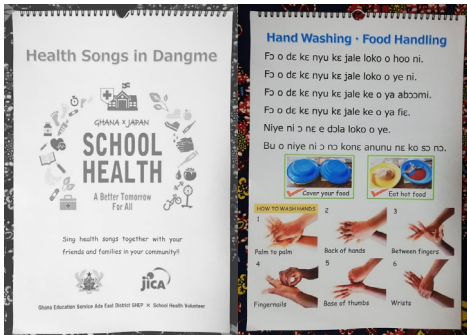 Health Songs in Dangme
GHANA X JAPAN
SCHOOL
HEALTH
A Better Tomorrow
For All
Sing health songs together with your
friends and families in your community!!
JICA
Ghana Education Service Ada East District SHEP × School Health Volunteer
Hand Washing · Food Handling
Fɔ o dɛ kɛ nyu kɛ jale loko o hoo ni.
Fɔ o dɛ kɛ nyu kɛ jale loko o ye ni.
Fɔ o dɛ kɛ nyu kɛ jale ke o ya abɔɔmi.
Fɔ o dɛ kɛ nyu kɛ jale ke o ya fiɛ.
Niye ni ɔ nɛ e dɔla loko o ye.
Bu o niye ni ɔ nɔ konɛ anunu nɛ ko sɔ nɔ.
Cover your food
Eat hot food
HOW TO WASH HANDS
1
2
3
Palm to palm
Back of hands
Between fingers
4
5
6
Fingernails
Base of thumbs
Wrists